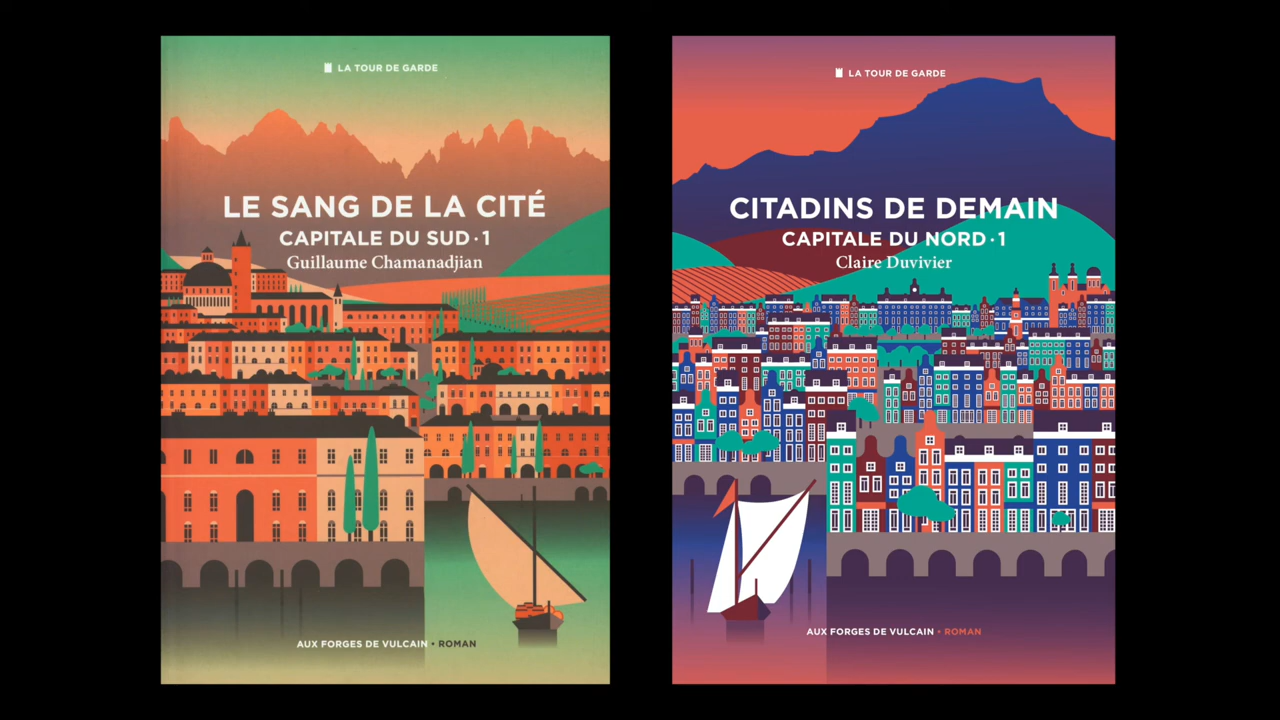 LA TOUR DE GARDE
LE SANG DE LA CITÉ
CAPITALE DU SUD · 1
Guillaume Chamanadjian
AUX FORGES DE VULCAIN · ROMAN
LA TOUR DE GARDE
CITADINS DE DEMAIN
CAPITALE DU NORD · 1
Claire Duvivier
AUX FORGES DE VULCAIN · ROMAN